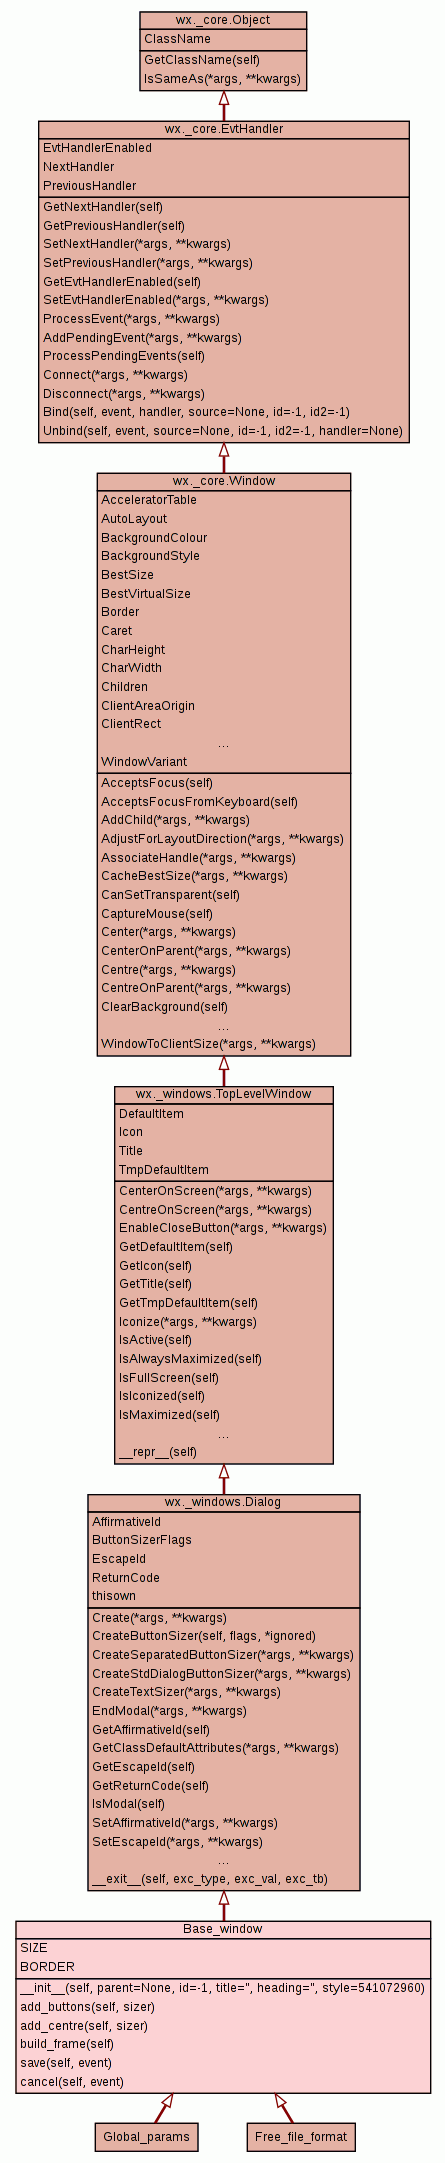 wx._core.Object
ClassName
GetClassName(self)
IsSameAs(*args, **kwargs)
wx._core.EvtHandler
EvtHandlerEnabled
NextHandler
PreviousHandler
GetNextHandler(self)
GetPreviousHandler(self)
SetNextHandler(*args, **kwargs)
SetPreviousHandler(*args, **kwargs)
GetEvtHandlerEnabled(self)
SetEvtHandlerEnabled(*args, **kwargs)
ProcessEvent(*args, **kwargs)
AddPendingEvent(*args, **kwargs)
ProcessPendingEvents(self)
Connect(*args, **kwargs)
Disconnect(*args, **kwargs)
Bind(self, event, handler, source=None, id=-1, id2=-1)
Unbind(self, event, source=None, id=-1, id2=-1, handler=None)
wx._core.Window
AcceleratorTable
AutoLayout
BackgroundColour
BackgroundStyle
BestSize
BestVirtualSize
Border
Caret
CharHeight
CharWidth
Children
ClientAreaOrigin
ClientRect
...
WindowVariant
AcceptsFocus(self)
AcceptsFocusFromKeyboard(self)
AddChild(*args, **kwargs)
AdjustForLayoutDirection(*args, **kwargs)
AssociateHandle(*args, **kwargs)
CacheBestSize(*args, **kwargs)
CanSetTransparent(self)
CaptureMouse(self)
Center(*args, **kwargs)
CenterOnParent(*args, **kwargs)
Centre(*args, **kwargs)
CentreOnParent(*args, **kwargs)
ClearBackground(self)
...
WindowToClientSize(*args, **kwargs)
wx._windows.TopLevelWindow
DefaultItem
Icon
Title
TmpDefaultItem
CenterOnScreen(*args, **kwargs)
CentreOnScreen(*args, **kwargs)
EnableCloseButton(*args, **kwargs)
GetDefaultItem(self)
GetIcon(self)
GetTitle(self)
GetTmpDefaultItem(self)
Iconize(*args, **kwargs)
IsActive(self)
IsAlwaysMaximized(self)
IsFullScreen(self)
IsIconized(self)
IsMaximized(self)
...
__repr__(self)
wx._windows.Dialog
AffirmativeId
ButtonSizerFlags
EscapeId
ReturnCode
thisown
Create(*args, **kwargs)
CreateButtonSizer(self, flags, *ignored)
CreateSeparatedButtonSizer(*args, **kwargs)
CreateStdDialogButtonSizer(*args, **kwargs)
CreateTextSizer(*args, **kwargs)
EndModal(*args, **kwargs)
GetAffirmativeId(self)
GetClassDefaultAttributes(*args, **kwargs)
GetEscapeId(self)
GetReturnCode(self)
IsModal(self)
SetAffirmativeId(*args, **kwargs)
SetEscapeId(*args, **kwargs)
...
__exit__(self, exc_type, exc_val, exc_tb)
Base_window
SIZE
BORDER
__init__(self, parent=None, id=-1, title='', heading='', style=541072960)
add_buttons(self, sizer)
add_centre(self, sizer)
build_frame(self)
save(self, event)
cancel(self, event)
Global_params
Free_file_format